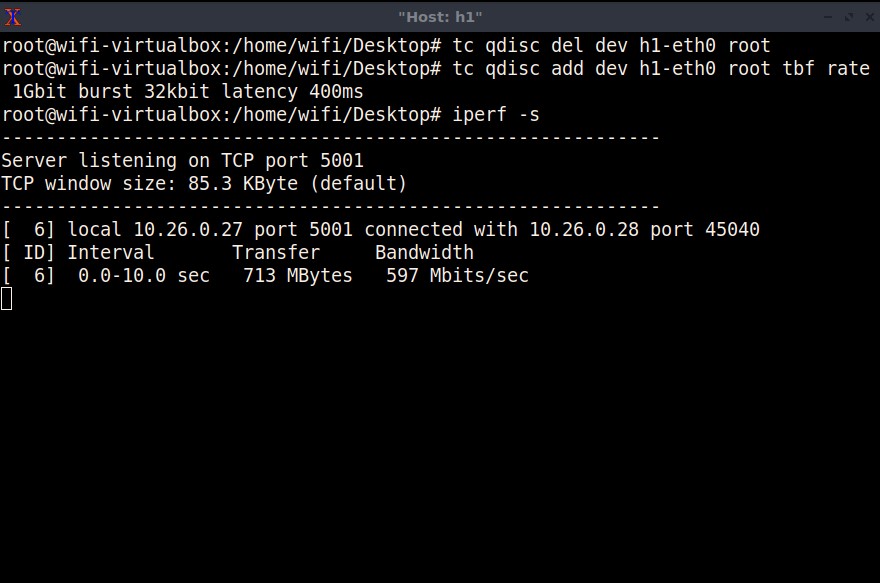 "Host: h1"
root@wifi-virtualbox:/home/wifi/Desktop# tc qdisc del dev h1-eth0 root
root@wifi-virtualbox:/home/wifi/Desktop# tc qdisc add dev h1-eth0 root tbf rate
 1Gbit burst 32kbit latency 400ms
root@wifi-virtualbox:/home/wifi/Desktop# iperf -s
------------------------------------------------------------
Server listening on TCP port 5001
TCP window size: 85.3 KByte (default)
------------------------------------------------------------
[  6] local 10.26.0.27 port 5001 connected with 10.26.0.28 port 45040
[ ID] Interval       Transfer     Bandwidth
[  6]  0.0-10.0 sec   713 MBytes   597 Mbits/sec